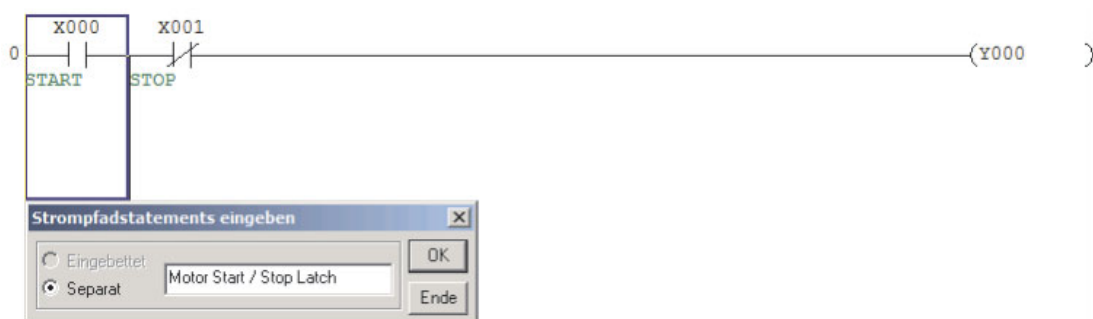 X000 X001
0 (Y000 )
START STOP
Strompfadstatements eingeben
Eingebettet
Separat
Motor Start / Stop Latch
OK
Ende